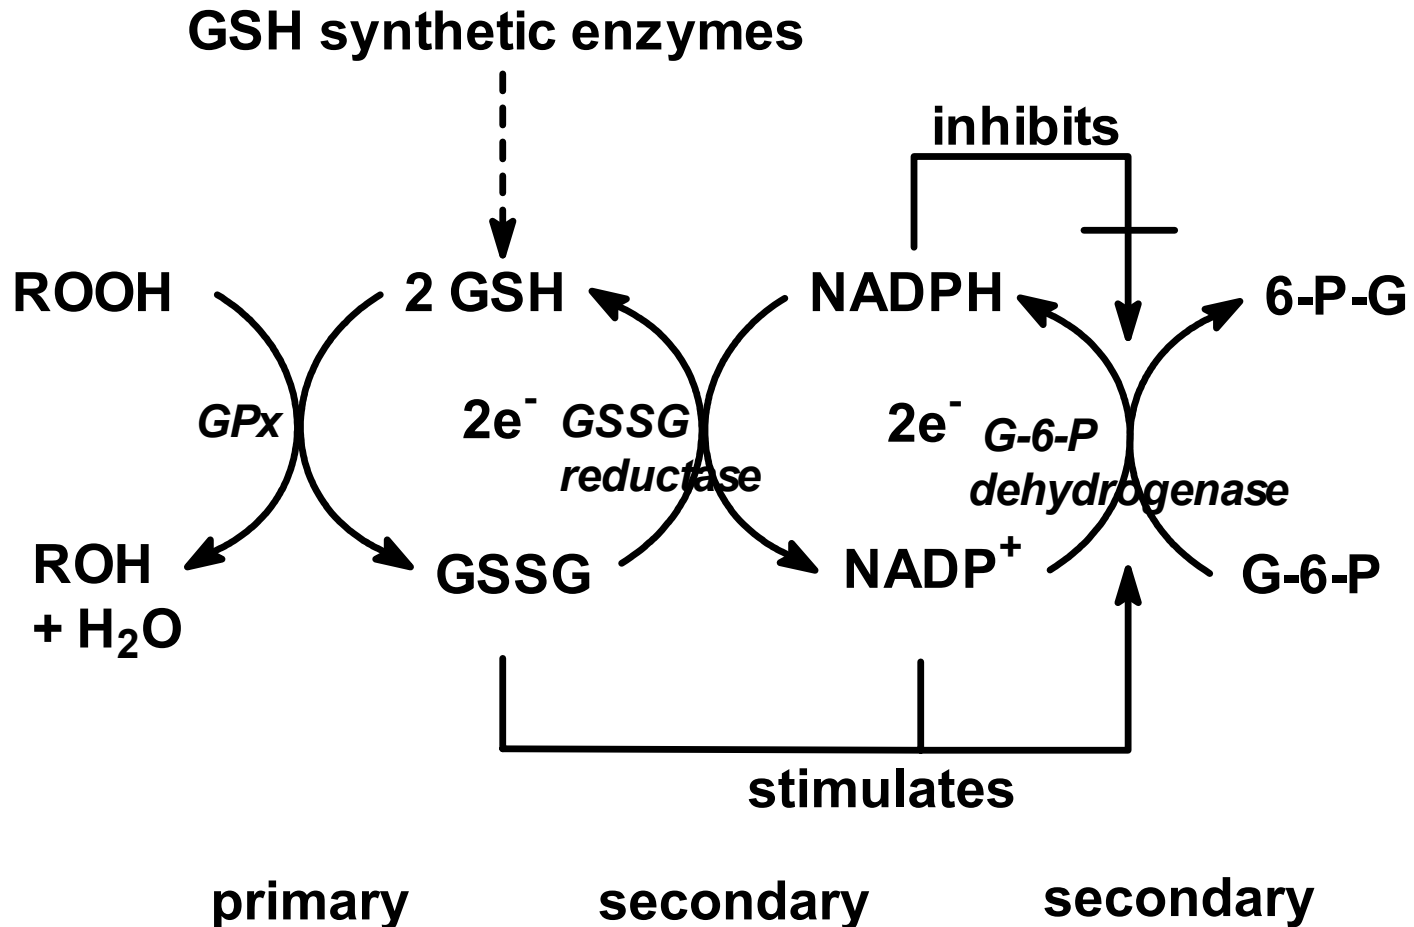 GSH synthetic enzymes
inhibits
ROOH
2 GSH
NADPH
6-P-G
GPx
2e⁻
GSSG
reductase
2e⁻
G-6-P
dehydrogenase
ROH
+ H₂O
GSSG
NADP⁺
G-6-P
stimulates
primary
secondary
secondary